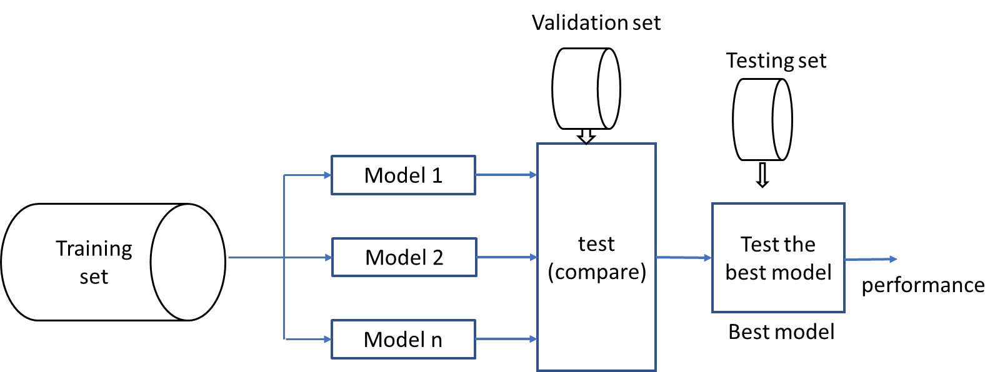 Validation set
Testing set
Training
set
Model 1
Model 2
Model n
test
(compare)
Test the
best model
Best model
performance